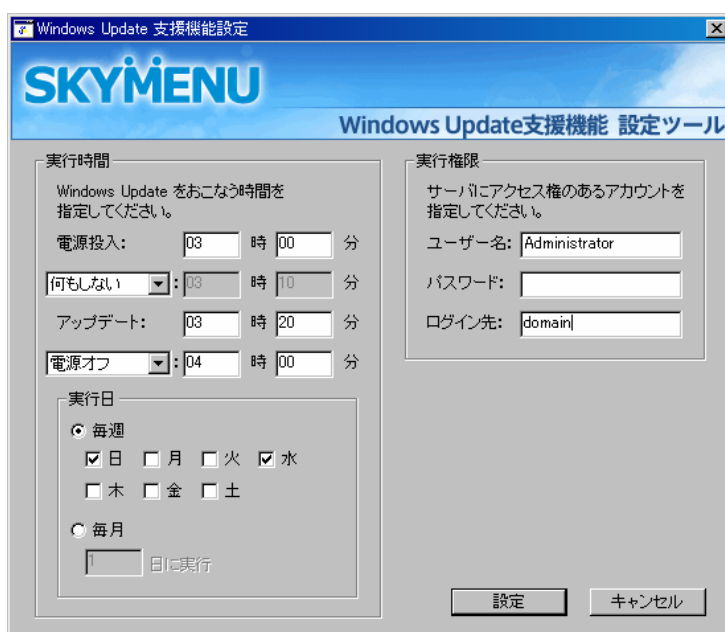 Windows Update 支援機能設定
SKYMENU
Windows Update支援機能 設定ツール
実行時間
Windows Update をおこなう時間を
指定してください。
電源投入: 03 時 00 分
何もしない : 03 時 10 分
アップデート: 03 時 20 分
電源オフ : 04 時 00 分
実行日
毎週
日 月 火 水
木 金 土
毎月
1 日に実行
実行権限
サーバにアクセス権のあるアカウントを
指定してください。
ユーザー名: Administrator
パスワード:
ログイン先: domain
設定 キャンセル